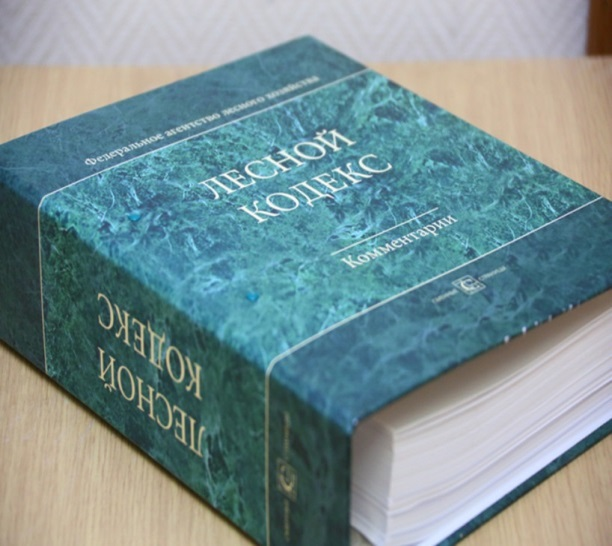 Федеральное агентство лесного хозяйства
ЛЕСНОЙ
КОДЕКС
Комментарии
ЛЕСНОЙ
КОДЕКС